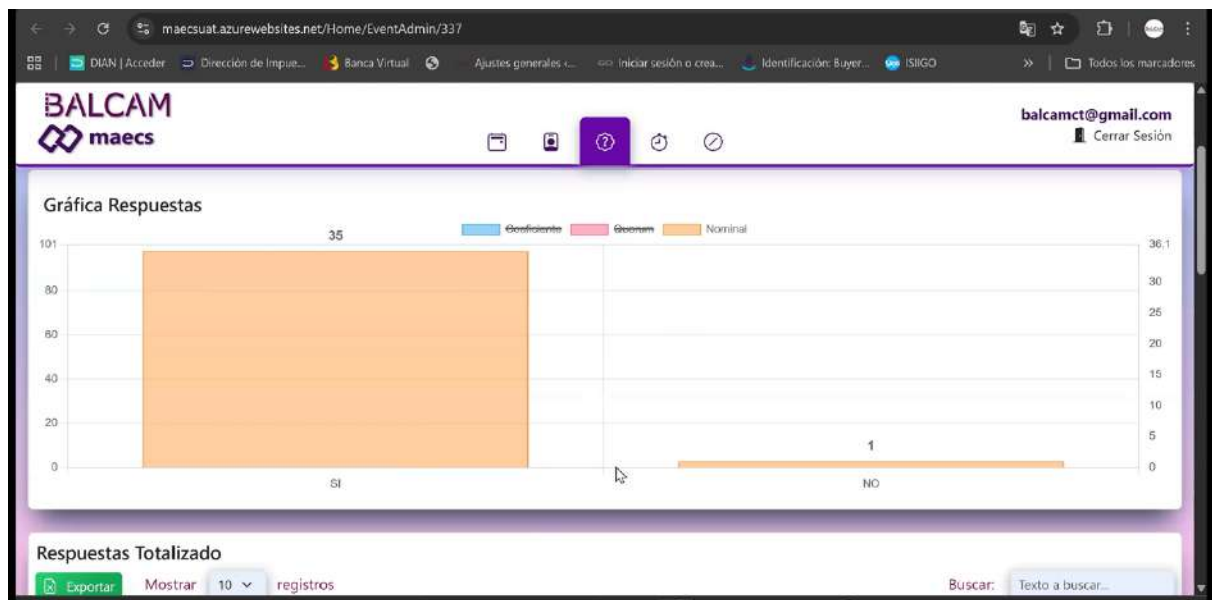 maecsuat.azurewebsites.net/Home/EventAdmin/337
DIAN | Acceder Dirección de Impue... Banca Virtual Ajustes generales Iniciar sesión o crea... Identificación: Buyer... ISIIGO » Todos los marcadores
BALCAM
maecs
balcamct@gmail.com
Cerrar Sesión
Gráfica Respuestas
Coeficiente Quorum Nominal
35
101
36,1
80
30
25
60
20
40
15
10
20
5
1
0
0
SI
NO
Respuestas Totalizado
Exportar Mostrar 10 registros Buscar: Texto a buscar...